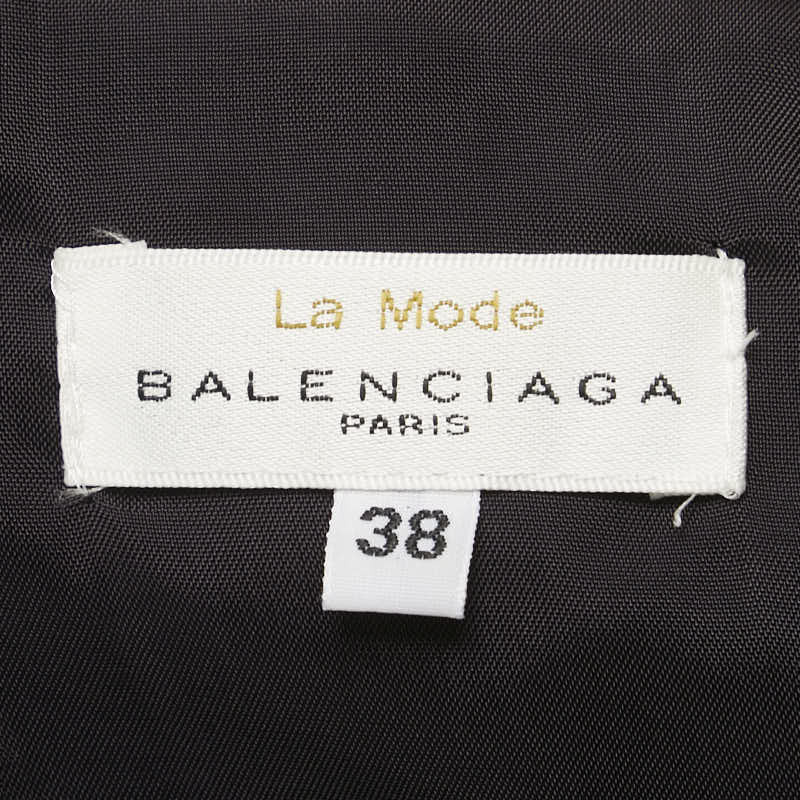 La Mode
BALENCIAGA
PARIS
38